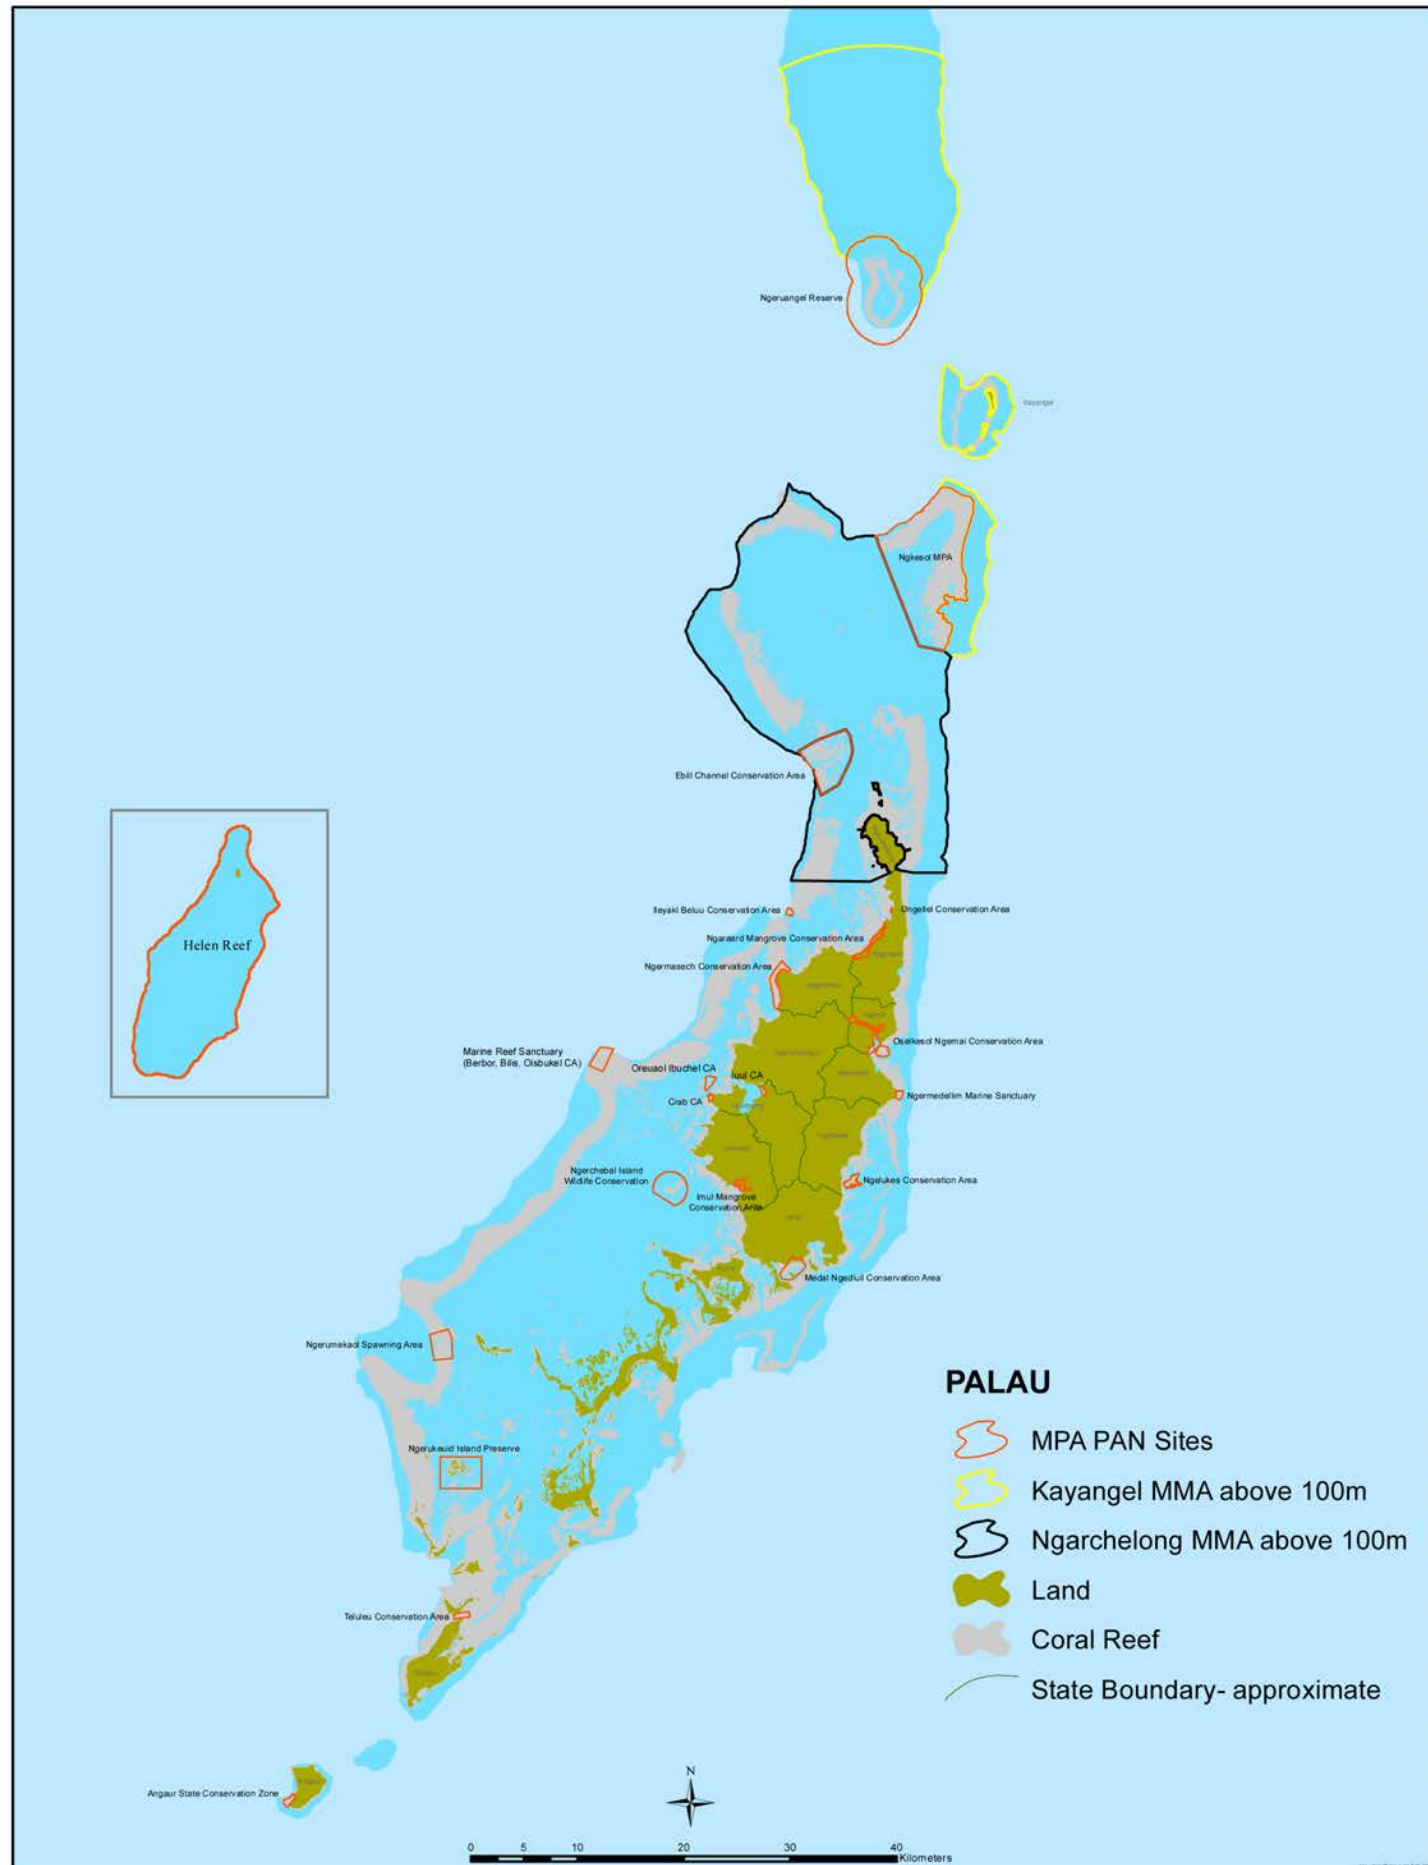 Ngeruangel Reserve
Kayangel
Ngkesol MPA
Ebill Channel Conservation Area
Ileyaki Beluu Conservation Area
Ungellel Conservation Area
Ngaraard Mangrove Conservation Area
Ngermasech Conservation Area
Helen Reef
Oselkesol Ngemai Conservation Area
Marine Reef Sanctuary
(Berbor, Bilis, Oisbukel CA)
Oreuaol Ibuchel CA
Iuul CA
Crab CA
Ngermedellim Marine Sanctuary
Ngerchebal Island
Wildlife Conservation
Imul Mangrove
Conservation Area
Ngelukes Conservation Area
Medal Ngediull Conservation Area
Ngerumekaol Spawning Area
Ngerukeuid Island Preserve
Teluleu Conservation Area
Angaur State Conservation Zone
PALAU
MPA PAN Sites
Kayangel MMA above 100m
Ngarchelong MMA above 100m
Land
Coral Reef
State Boundary- approximate
N
0 5 10 20 30 40
Kilometers